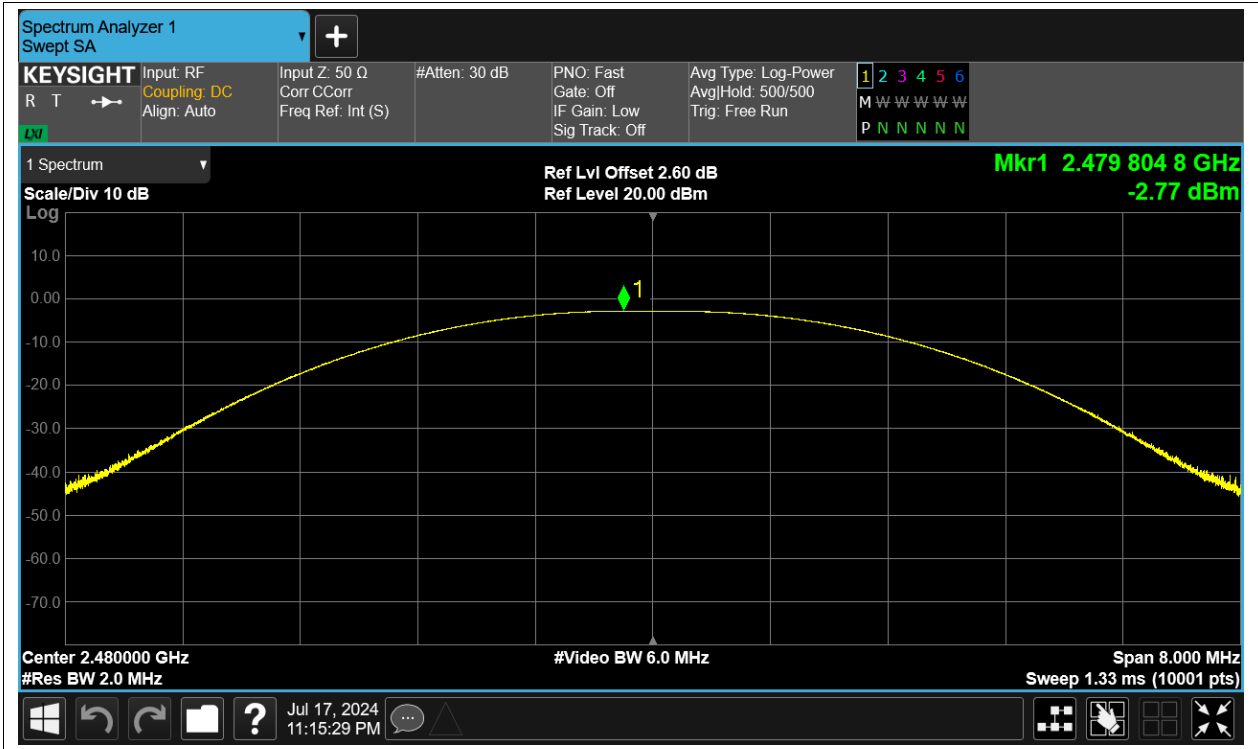 Spectrum Analyzer 1
Swept SA
KEYSIGHT
R T
LXI
Input: RF
Coupling: DC
Align: Auto
Input Z: 50 Ω
Corr CCorr
Freq Ref: Int (S)
#Atten: 30 dB
PNO: Fast
Gate: Off
IF Gain: Low
Sig Track: Off
Avg Type: Log-Power
Avg|Hold: 500/500
Trig: Free Run
1 2 3 4 5 6
M W W W W W
P N N N N N
1 Spectrum
Scale/Div 10 dB
Log
Ref Lvl Offset 2.60 dB
Ref Level 20.00 dBm
Mkr1 2.479 804 8 GHz
-2.77 dBm
10.0
0.00
-10.0
-20.0
-30.0
-40.0
-50.0
-60.0
-70.0
1
Center 2.480000 GHz
#Res BW 2.0 MHz
#Video BW 6.0 MHz
Span 8.000 MHz
Sweep 1.33 ms (10001 pts)
?
Jul 17, 2024
11:15:29 PM